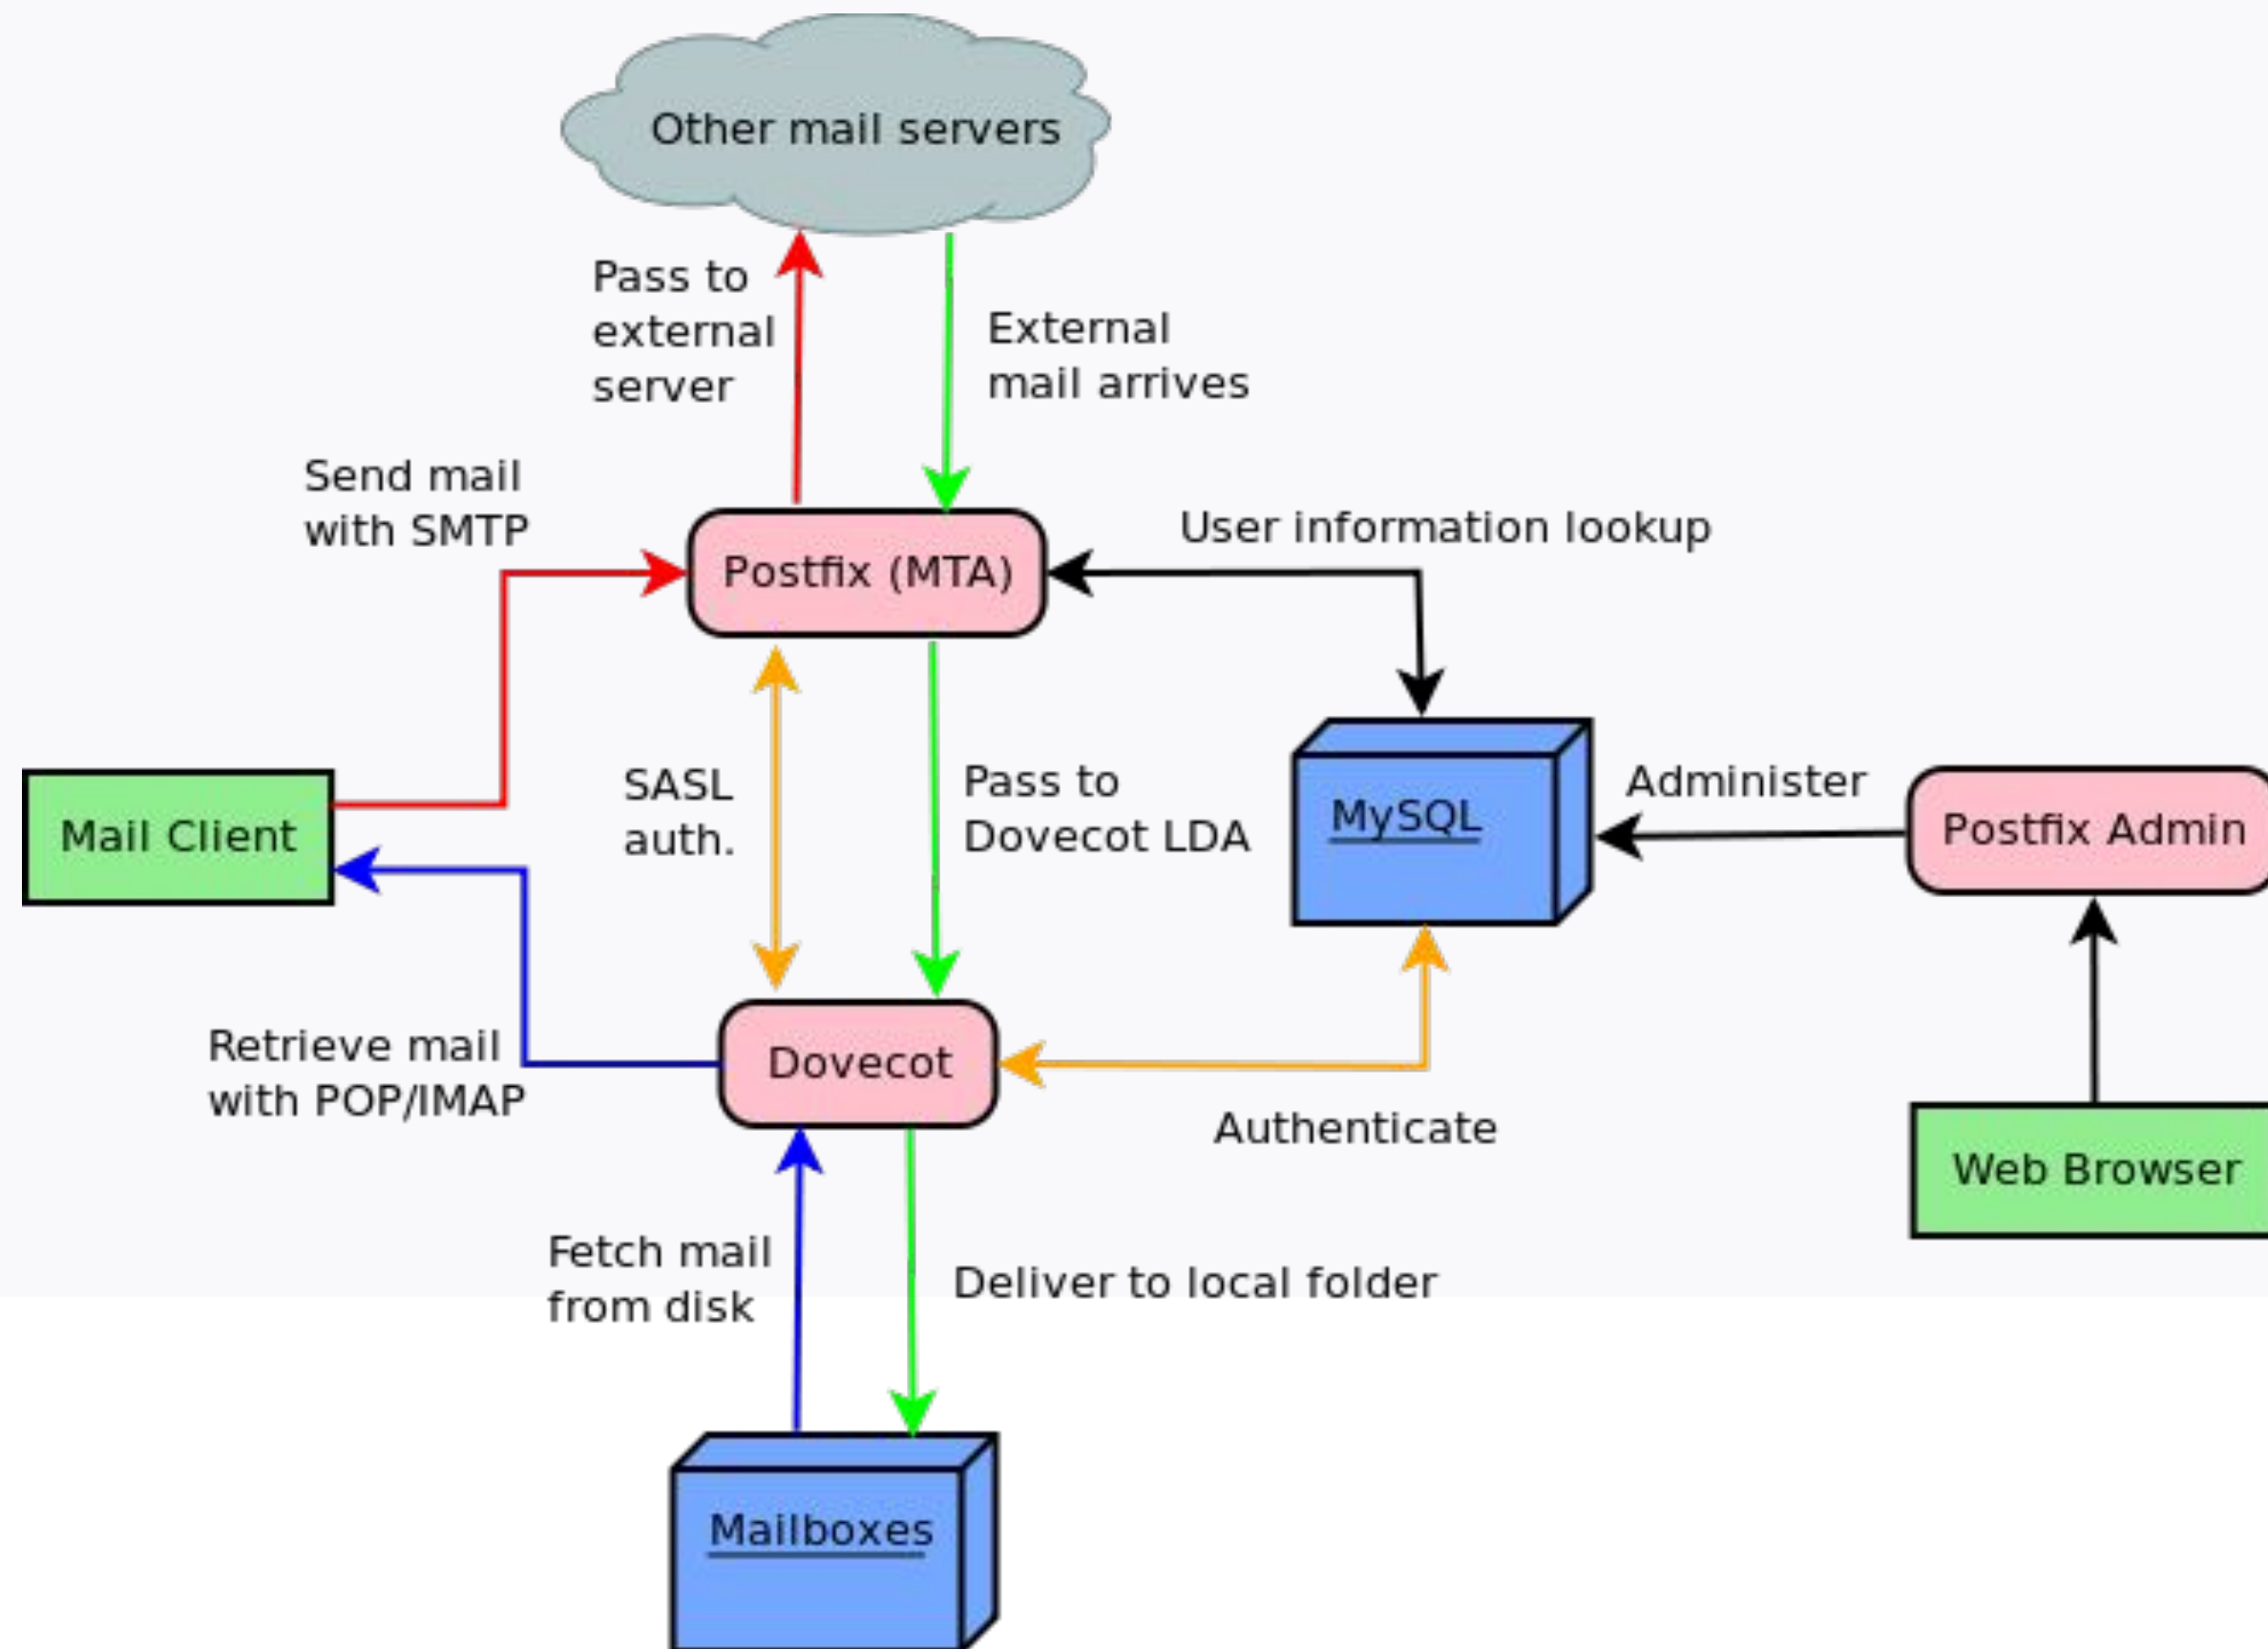 Other mail servers
Pass to
external
server
External
mail arrives
Send mail
with SMTP
Postfix (MTA)
User information lookup
Mail Client
SASL
auth.
Pass to
Dovecot LDA
MySQL
Administer
Postfix Admin
Retrieve mail
with POP/IMAP
Dovecot
Authenticate
Web Browser
Fetch mail
from disk
Deliver to local folder
Mailboxes